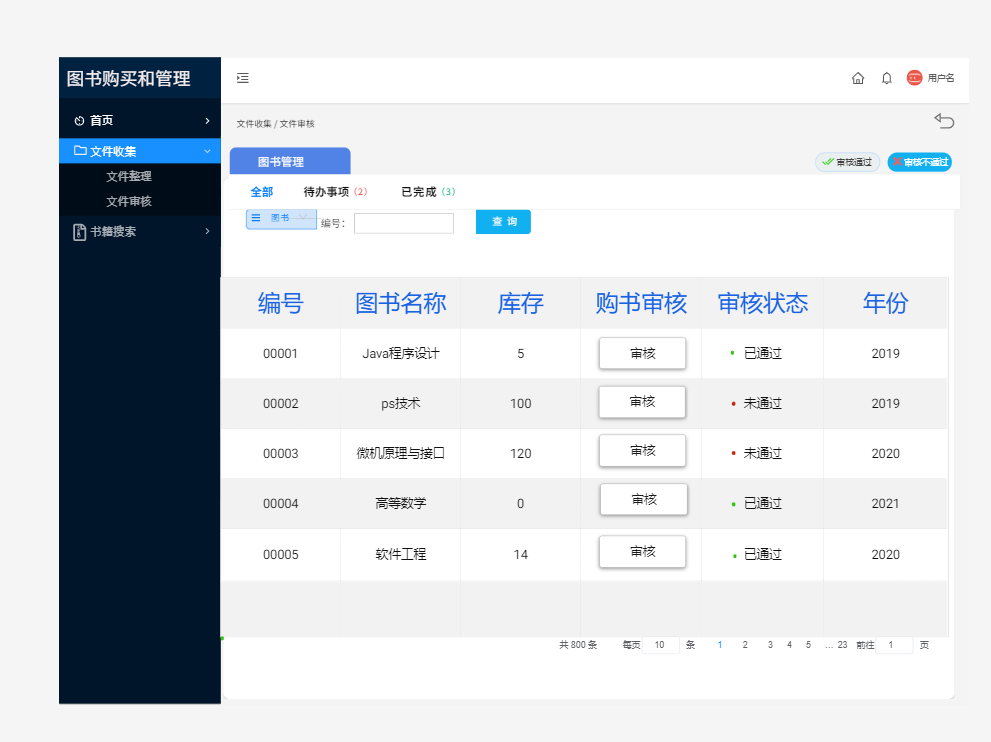 图书购买和管理
首页
文件收集
文件整理
文件审核
书籍搜索
用户名
文件收集 / 文件审核
图书管理
审核通过 审核不通过
全部 待办事项 (2) 已完成 (3)
图书 编号: 查 询
编号 图书名称 库存 购书审核 审核状态 年份
00001 Java程序设计 5 审核 已通过 2019
00002 ps技术 100 审核 未通过 2019
00003 微机原理与接口 120 审核 未通过 2020
00004 高等数学 0 审核 已通过 2021
00005 软件工程 14 审核 已通过 2020
共 800 条 每页 10 条 1 2 3 4 5 ... 23 前往 1 页